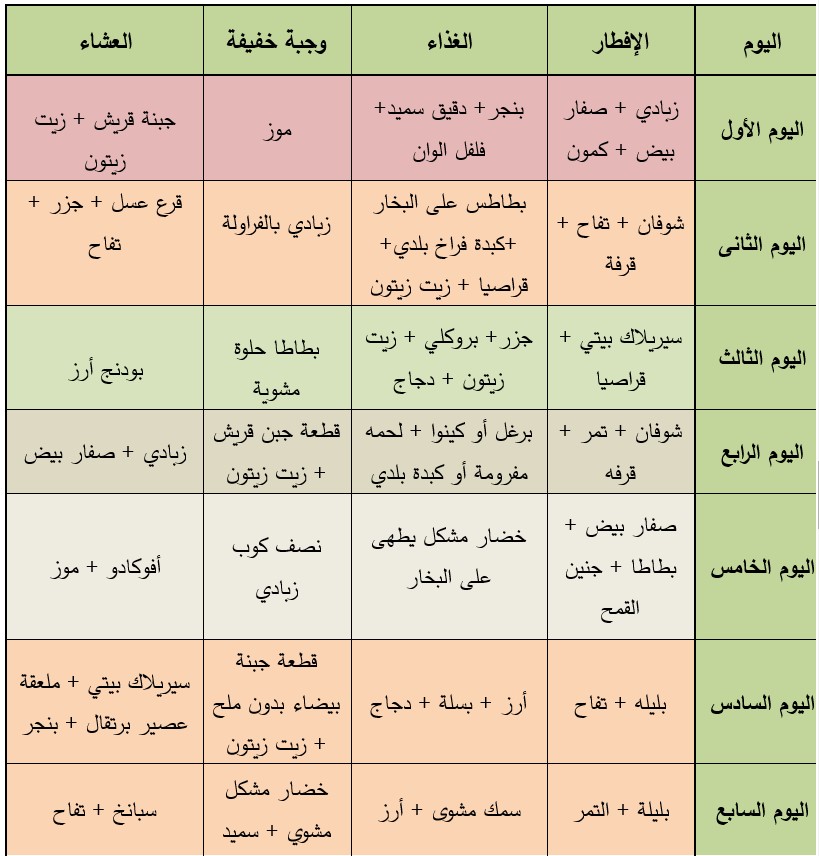 اليوم
الإفطار
الغذاء
وجبة خفيفة
العشاء
اليوم الأول
زبادي + صفار
بيض + كمون
بنجر+ دقيق سميد+
فلفل الوان
موز
جبنة قريش + زيت
زيتون
اليوم الثانى
شوفان + تفاح +
قرفة
بطاطس على البخار
+كبدة فراخ بلدي+
قراصيا + زيت زيتون
زبادي بالفراولة
قرع عسل + جزر +
تفاح
اليوم الثالث
سيريلاك بيتي +
قراصيا
جزر+ بروكلي + زيت
زيتون + دجاج
بطاطا حلوة
مشوية
بودنج أرز
اليوم الرابع
شوفان + تمر +
قرفه
برغل أو كينوا + لحمه
مفرومة أو كبدة بلدي
قطعة جبن قريش
+ زيت زيتون
زبادي + صفار بيض
اليوم الخامس
صفار بيض +
بطاطا + جنين
القمح
خضار مشكل يطهى
على البخار
نصف كوب
زبادي
أفوكادو + موز
اليوم السادس
بليله + تفاح
أرز + بسلة + دجاج
قطعة جبنة
بيضاء بدون ملح
+ زيت زيتون
سيريلاك بيتي + ملعقة
عصير برتقال + بنجر
اليوم السابع
بليلة + التمر
سمك مشوى + أرز
خضار مشكل
مشوي + سميد
سبانخ + تفاح